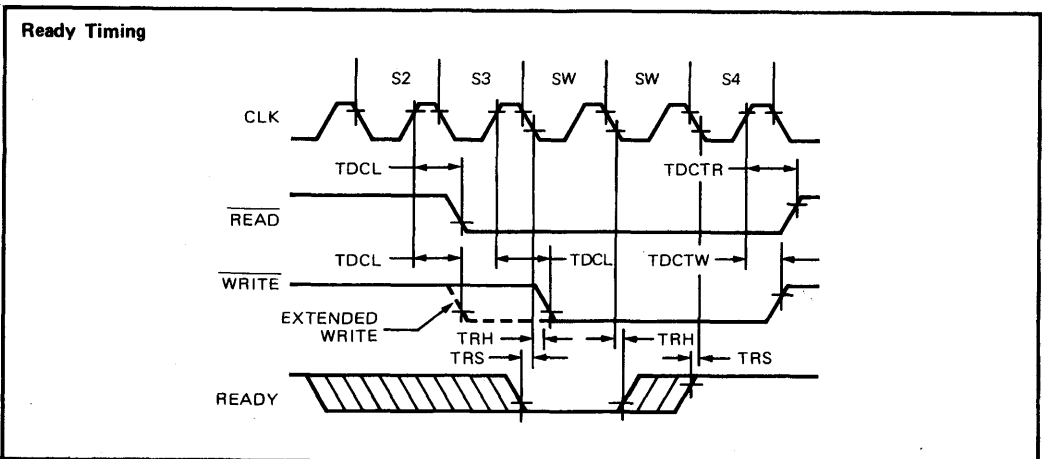 Ready Timing
S2 S3 SW SW S4
CLK
TDCL TDCTR
READ
TDCL TDCL TDCTW
WRITE
EXTENDED
WRITE
TRH TRH
TRS TRS
READY